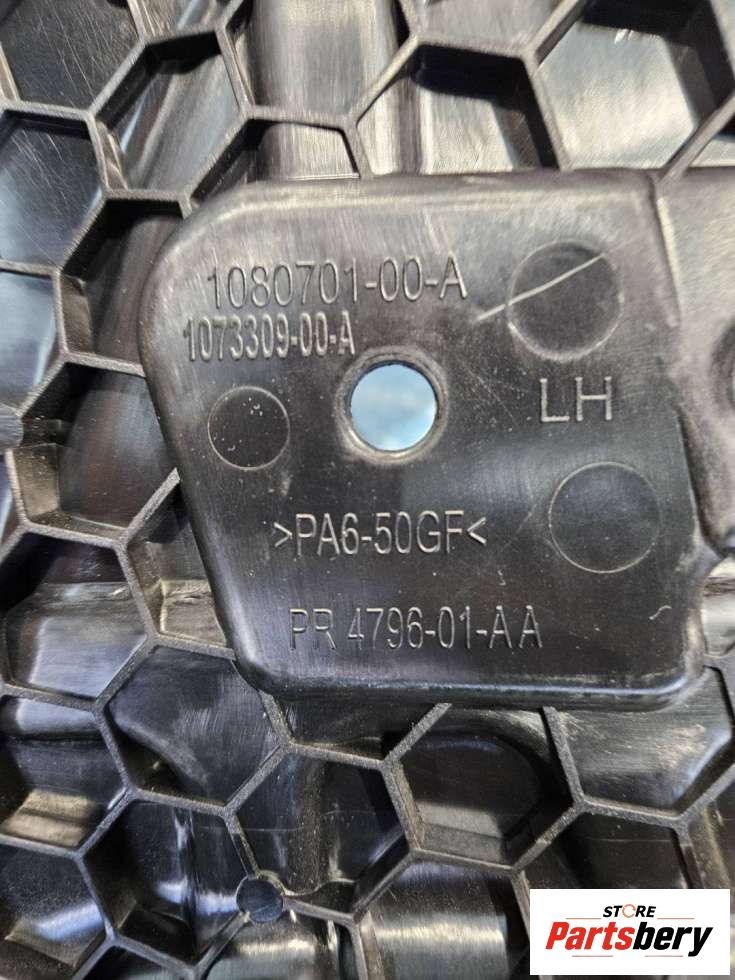 1080701-00-A
1073309-00-A
LH
>PA6-50GF<
PR 4796-01-AA
STORE
Partsbery